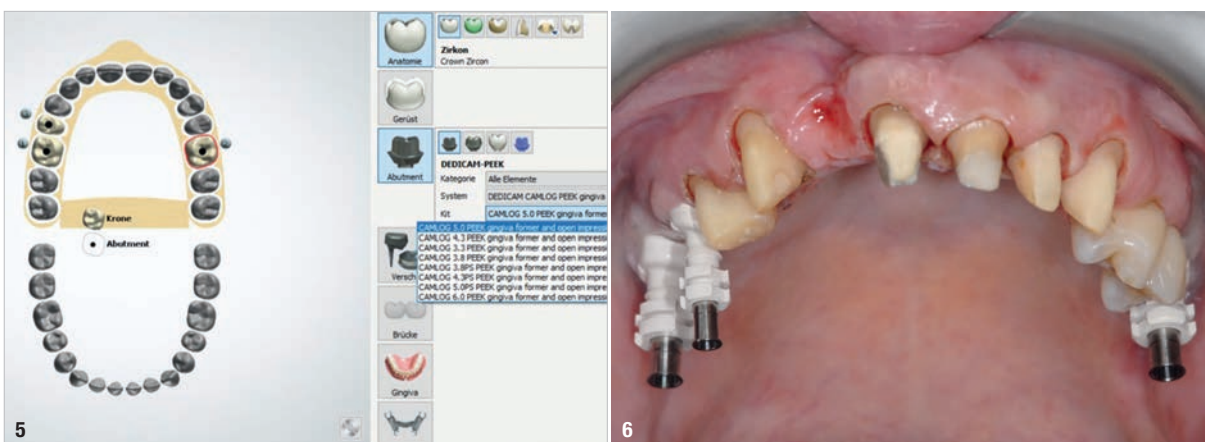 Anatomie
Zirkon
Crown Zircon
Gerüst
Abutment
DEDICAM-PEEK
Kategorie Alle Elemente
System DEDICAM CAMLOG PEEK gingiva
Kit CAMLOG 5.0 PEEK gingiva forme
CAMLOG 5.0 PEEK gingiva former and open impressi
CAMLOG 4.3 PEEK gingiva former and open impressi
CAMLOG 3.3 PEEK gingiva former and open impressi
CAMLOG 3.8 PEEK gingiva former and open impressi
CAMLOG 3.8PS PEEK gingiva former and open impre
CAMLOG 4.3PS PEEK gingiva former and open impre
CAMLOG 5.0PS PEEK gingiva former and open impre
CAMLOG 6.0 PEEK gingiva former and open impressi
Versch
Brücke
Gingiva
Krone
Abutment
5
6